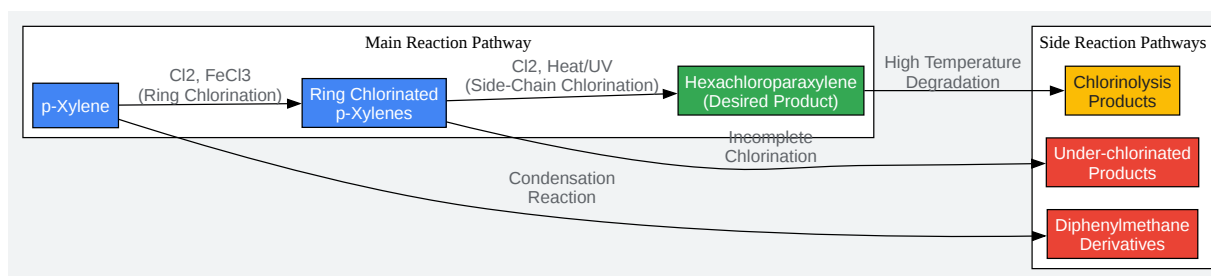 Main Reaction Pathway
Side Reaction Pathways
p-Xylene
Cl2, FeCl3
(Ring Chlorination)
Ring Chlorinated
p-Xylenes
Cl2, Heat/UV
(Side-Chain Chlorination)
Hexachloroparaxylene
(Desired Product)
High Temperature
Degradation
Chlorinolysis
Products
Incomplete
Chlorination
Under-chlorinated
Products
Condensation
Reaction
Diphenylmethane
Derivatives